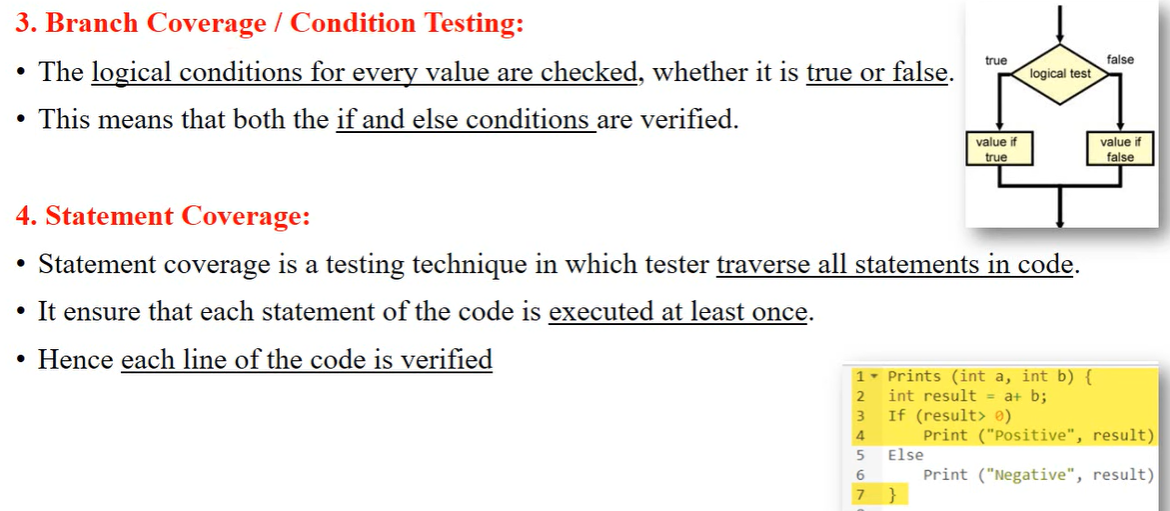 3. Branch Coverage / Condition Testing:
• The logical conditions for every value are checked, whether it is true or false.
• This means that both the if and else conditions are verified.
true
false
logical test
value if
true
value if
false
4. Statement Coverage:
• Statement coverage is a testing technique in which tester traverse all statements in code.
• It ensure that each statement of the code is executed at least once.
• Hence each line of the code is verified
1 Prints (int a, int b) {
2 int result = a+ b;
3 If (result> 0)
4 Print ("Positive", result)
5 Else
6 Print ("Negative", result)
7 }